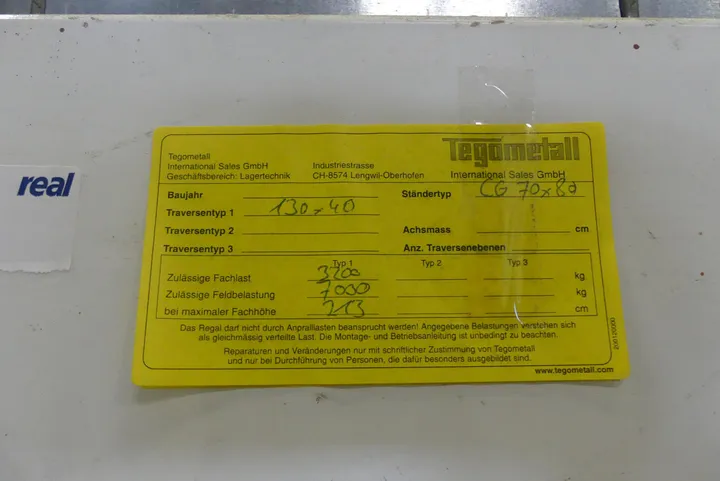 real
Tegometall
Tegometall
International Sales GmbH Industriestrasse
Geschäftsbereich: Lagertechnik CH-8574 Lengwil-Oberhofen International Sales GmbH
Baujahr Ständertyp CG 70x80
Traversentyp 1 130x40
Traversentyp 2 Achsmass cm
Traversentyp 3 Anz. Traversenebenen
Typ 1 Typ 2 Typ 3
Zulässige Fachlast 3200 kg
Zulässige Feldbelastung 7000 kg
bei maximaler Fachhöhe 213 cm
Das Regal darf nicht durch Anpralllasten beansprucht werden! Angegebene Belastungen verstehen sich
als gleichmässig verteilte Last. Die Montage- und Betriebsanleitung ist unbedingt zu beachten.
Reparaturen und Veränderungen nur mit schriftlicher Zustimmung von Tegometall
und nur bei Durchführung von Personen, die dafür besonders ausgebildet sind.
www.tegometall.com